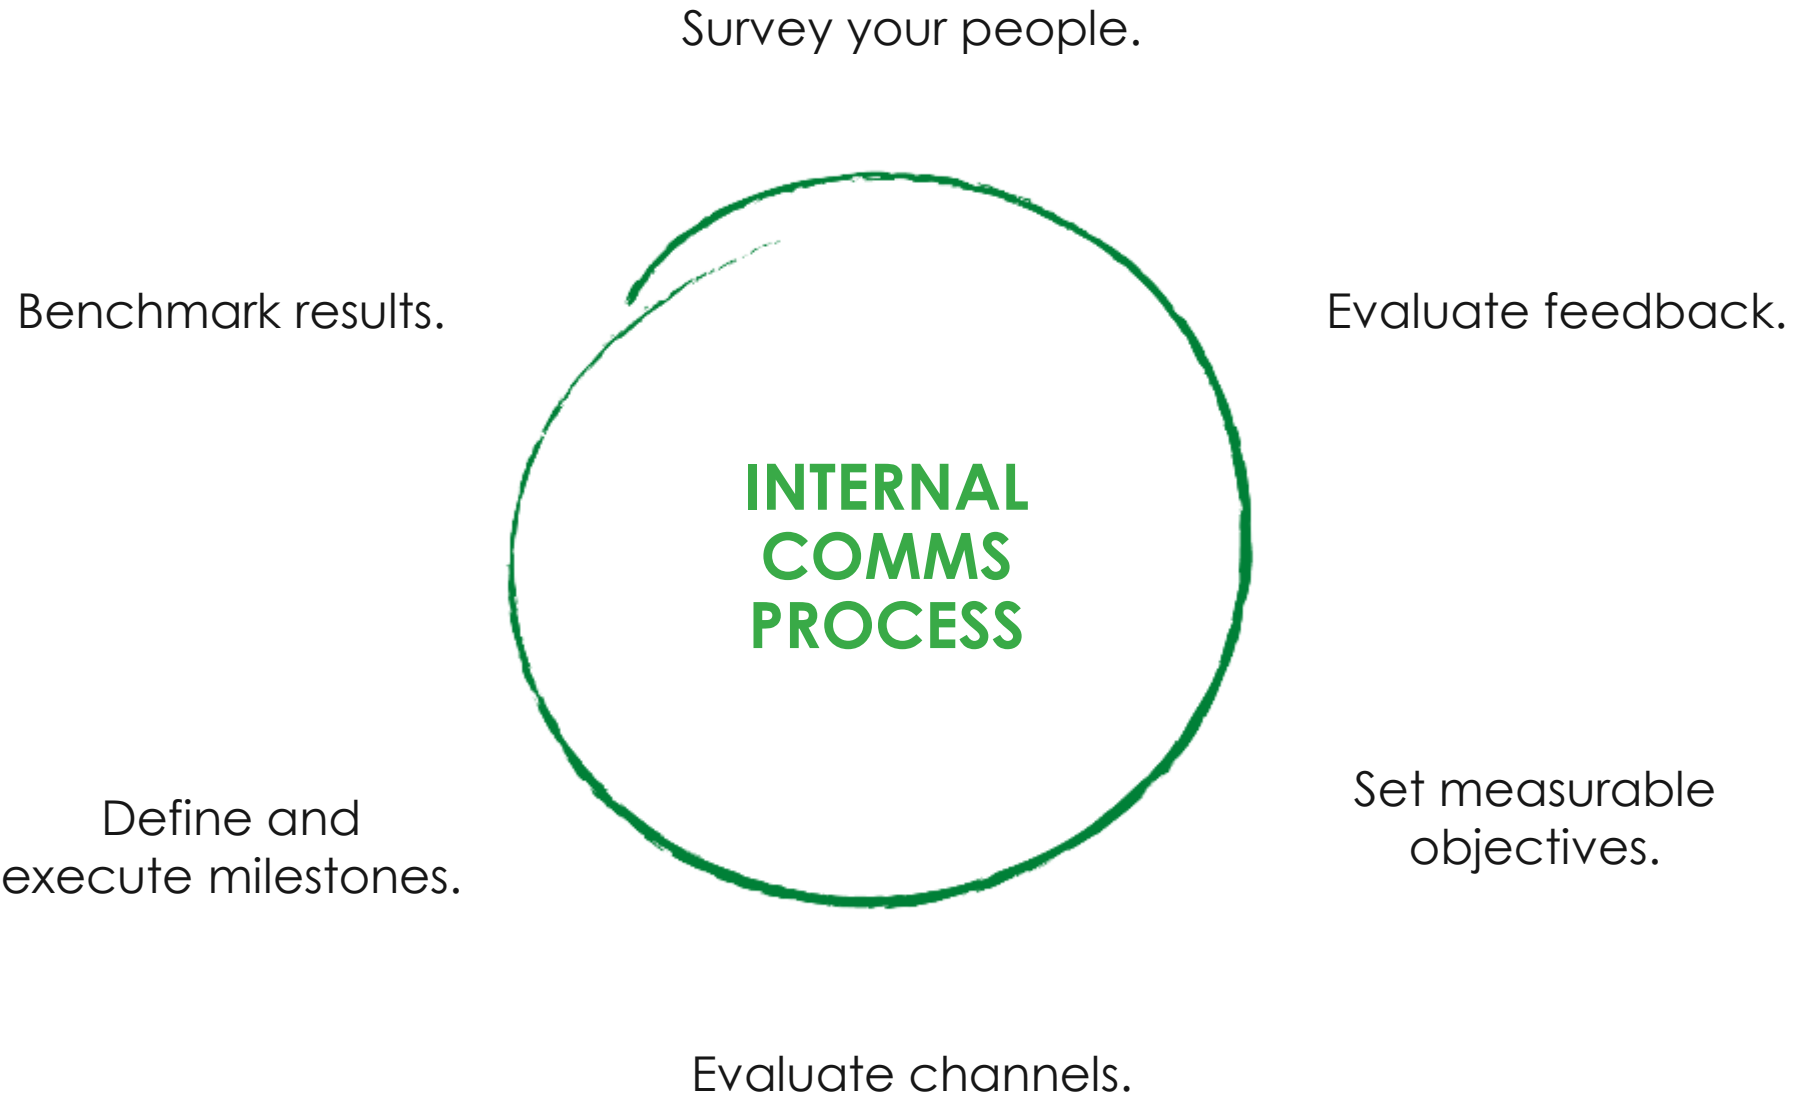 Survey your people.
Benchmark results.
Evaluate feedback.
INTERNAL
COMMS
PROCESS
Define and
execute milestones.
Set measurable
objectives.
Evaluate channels.